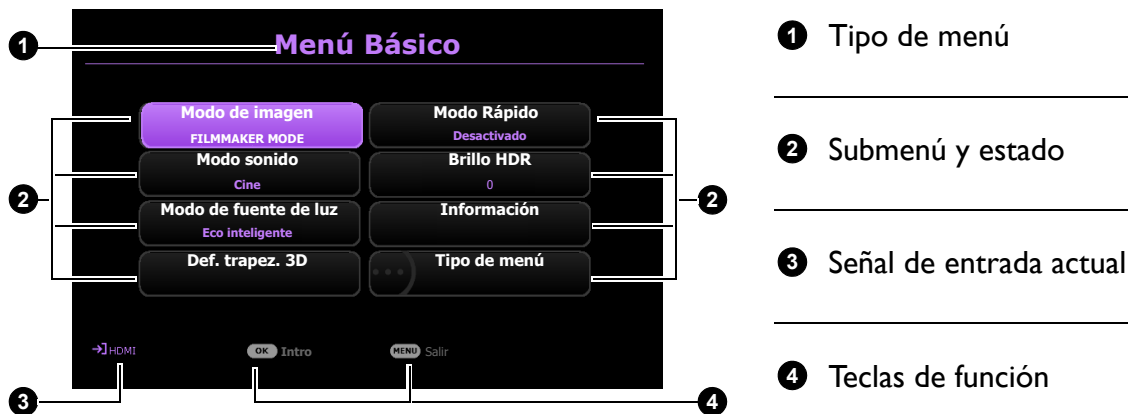 1
Menú Básico
1 Tipo de menú
Modo de imagen
FILMMAKER MODE
Modo Rápido
Desactivado
2 Submenú y estado
Modo sonido
Cine
Brillo HDR
0
2
2
Modo de fuente de luz
Eco inteligente
Información
3 Señal de entrada actual
Def. trapez. 3D
Tipo de menú
HDMI
OK Intro
MENU Salir
3
4
4 Teclas de función